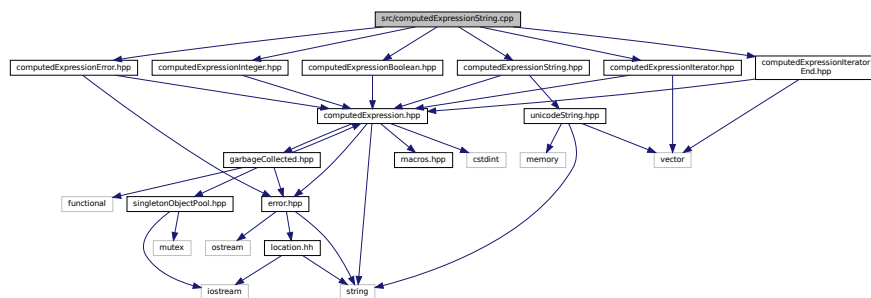 src/computedExpressionString.cpp
computedExpressionError.hpp
computedExpressionInteger.hpp
computedExpressionBoolean.hpp
computedExpressionString.hpp
computedExpressionIterator.hpp
computedExpressionIterator
End.hpp
computedExpression.hpp
unicodeString.hpp
garbageCollected.hpp
macros.hpp
cstdint
memory
vector
functional
singletonObjectPool.hpp
error.hpp
mutex
ostream
location.hh
iostream
string